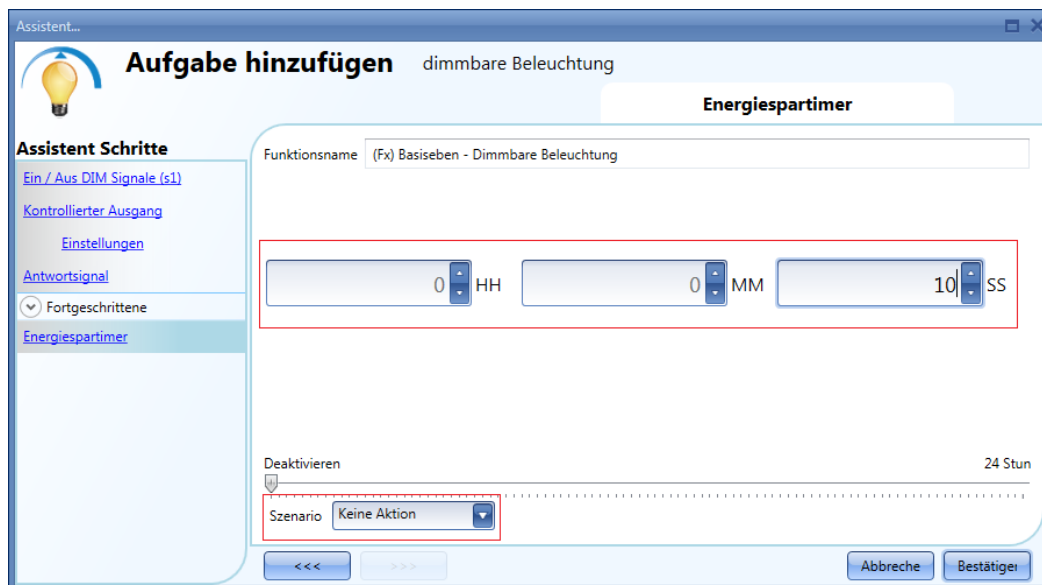 Assistent...
Aufgabe hinzufügen dimmbare Beleuchtung
Energiespartimer
Assistent Schritte
Ein / Aus DIM Signale (s1)
Kontrollierter Ausgang
Einstellungen
Antwortsignal
Fortgeschrittene
Energiespartimer
Funktionsname (Fx) Basiseben - Dimmbare Beleuchtung
0 HH 0 MM 10 SS
Deaktivieren 24 Stun
Szenario Keine Aktion
<<< >>> Abbreche Bestätiger